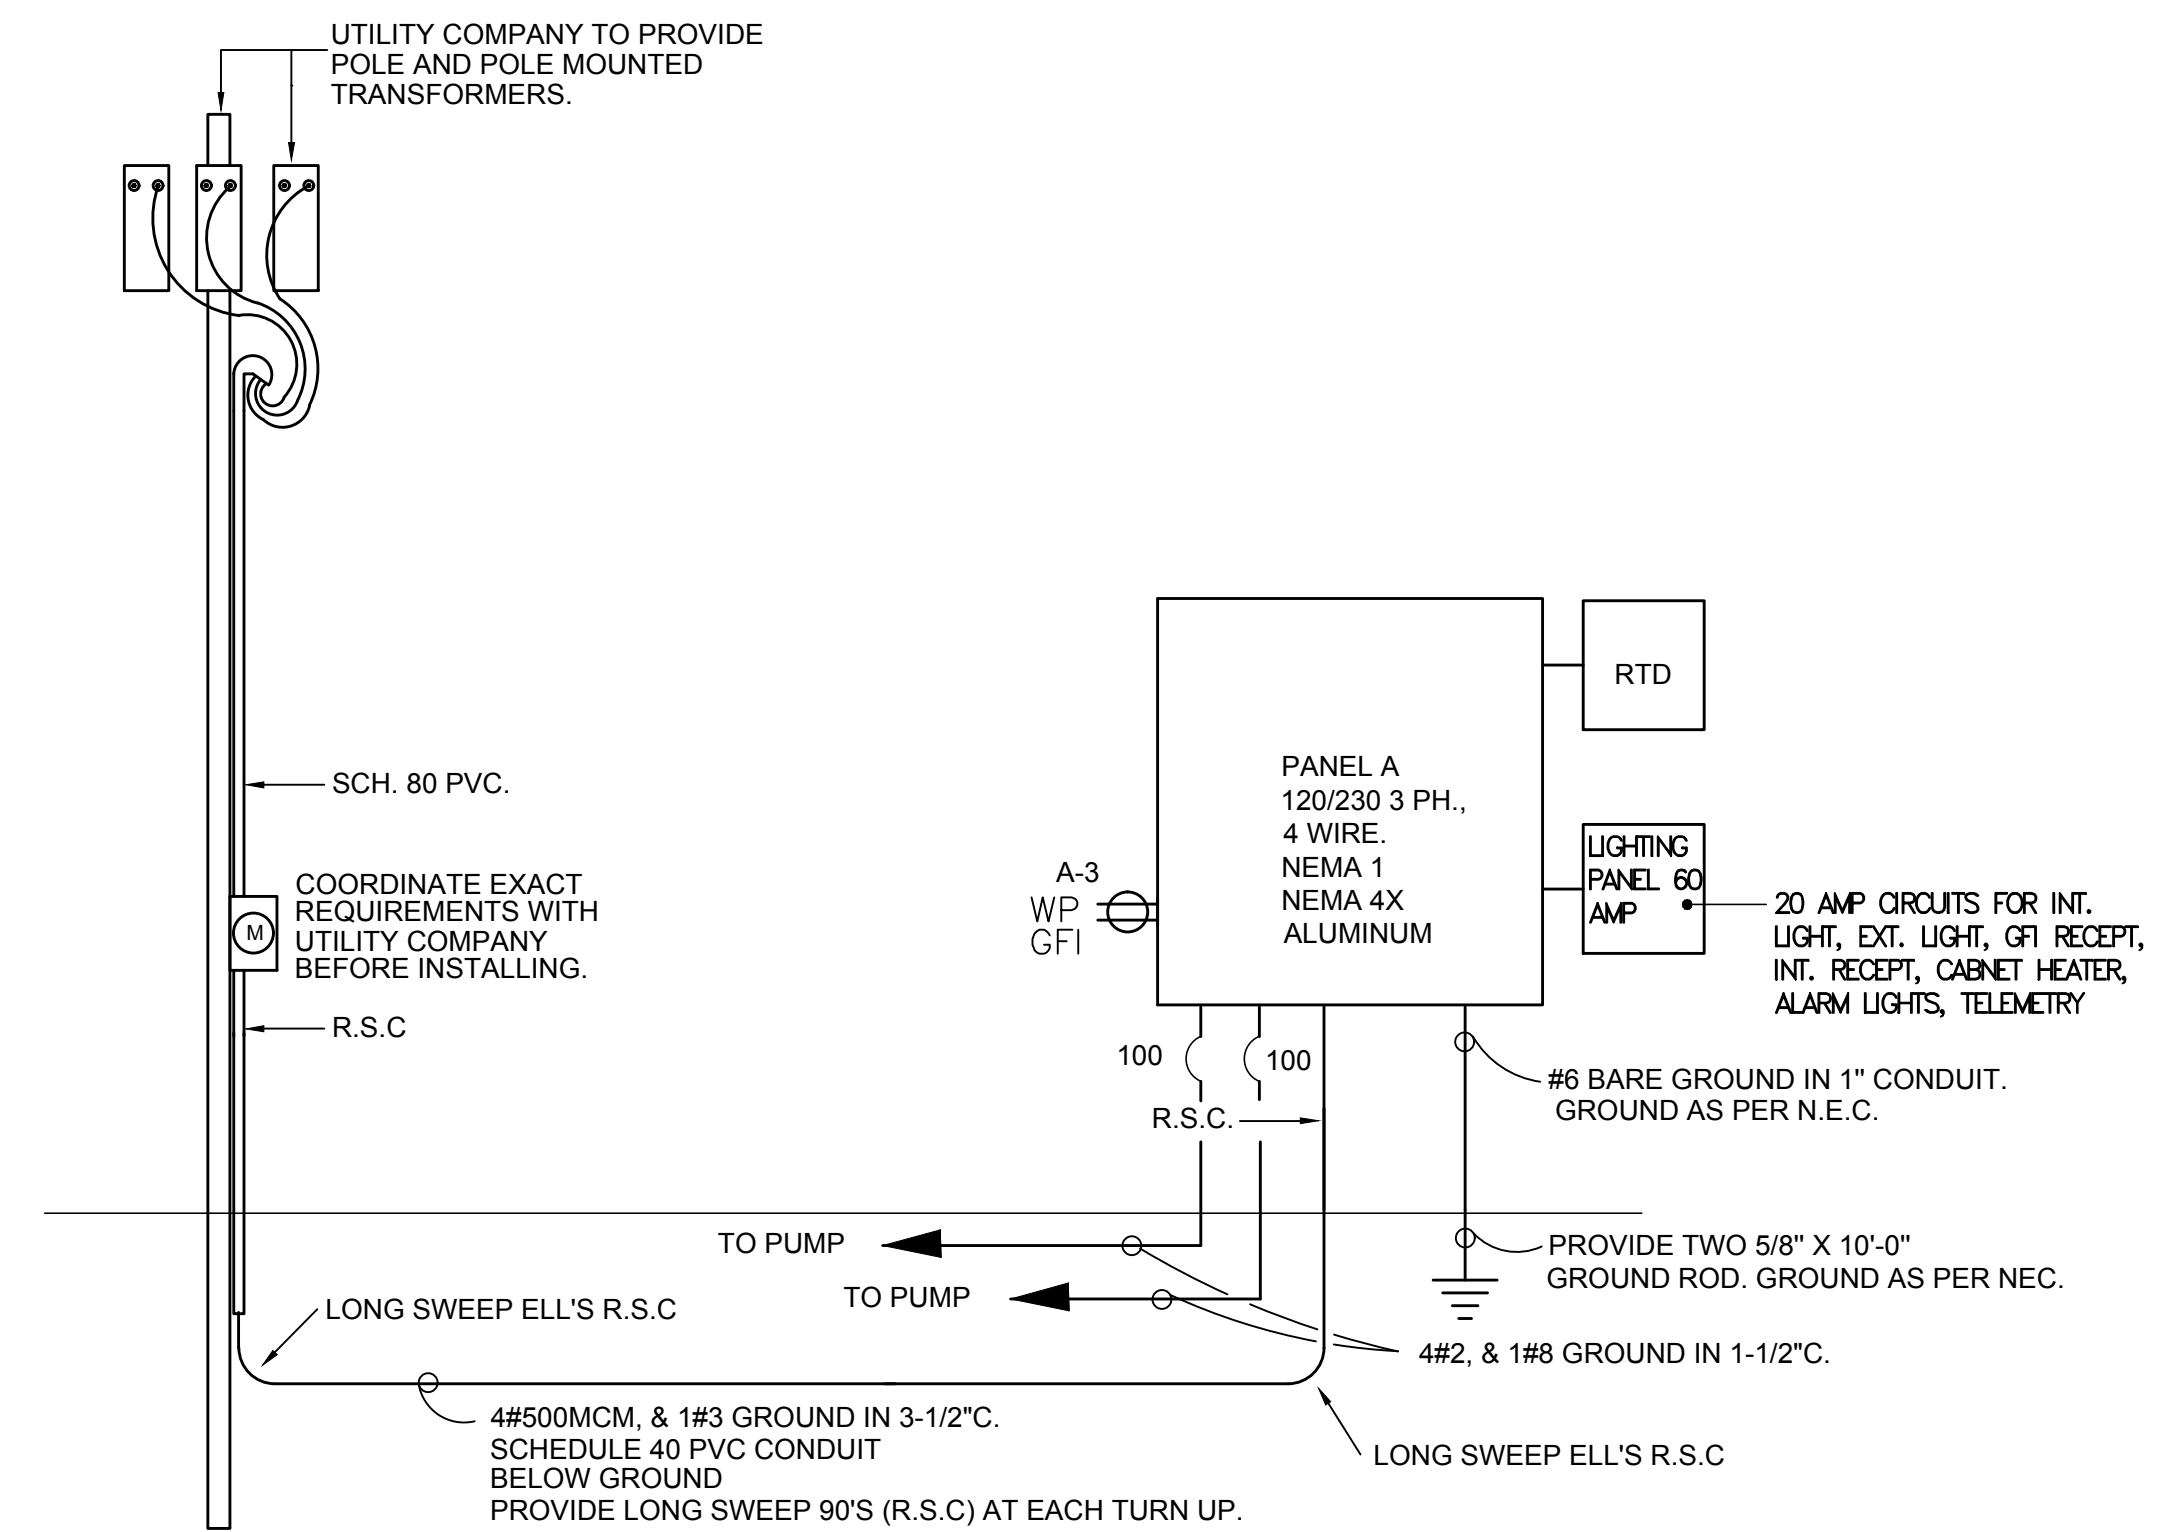 UTILITY COMPANY TO PROVIDE
POLE AND POLE MOUNTED
TRANSFORMERS.
SCH. 80 PVC.
COORDINATE EXACT
REQUIREMENTS WITH
UTILITY COMPANY
BEFORE INSTALLING.
M
R.S.C
RTD
PANEL A
120/230 3 PH.,
4 WIRE.
NEMA 1
NEMA 4X
ALUMINUM
A-3
WP
GFI
LIGHTING
PANEL 60
AMP
20 AMP CIRCUITS FOR INT.
LIGHT, EXT. LIGHT, GFI RECEPT,
INT. RECEPT, CABNET HEATER,
ALARM LIGHTS, TELEMETRY
100
100
R.S.C.
#6 BARE GROUND IN 1" CONDUIT.
GROUND AS PER N.E.C.
TO PUMP
TO PUMP
PROVIDE TWO 5/8" X 10'-0"
GROUND ROD. GROUND AS PER NEC.
LONG SWEEP ELL'S R.S.C
4#2, & 1#8 GROUND IN 1-1/2"C.
4#500MCM, & 1#3 GROUND IN 3-1/2"C.
SCHEDULE 40 PVC CONDUIT
BELOW GROUND
PROVIDE LONG SWEEP 90'S (R.S.C) AT EACH TURN UP.
LONG SWEEP ELL'S R.S.C